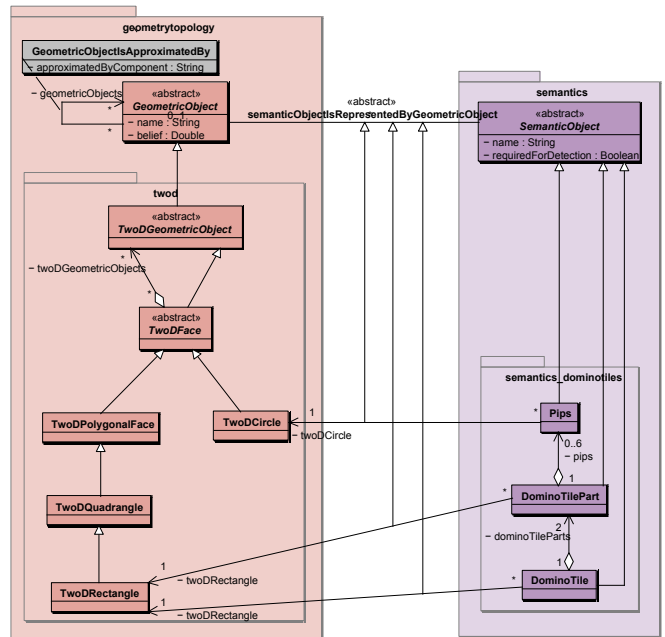 geometrytopology
GeometricObjectIsApproximatedBy
– approximatedByComponent : String
– geometricObjects
*
*
«abstract»
GeometricObject
0..1
– name : String
– belief : Double
«abstract»
semanticObjectIsRepresentedByGeometricObject
semantics
«abstract»
SemanticObject
– name : String
– requiredForDetection : Boolean
twod
«abstract»
TwoDGeometricObject
– twoDGeometricObjects
*
*
«abstract»
TwoDFace
semantics_dominotiles
TwoDPolygonalFace
TwoDCircle
1
– twoDCircle
*
Pips
0..6
– pips
1
TwoDQuadrangle
*
DominoTilePart
2
– dominoTileParts
1
1
– twoDRectangle
TwoDRectangle
1
– twoDRectangle
*
DominoTile